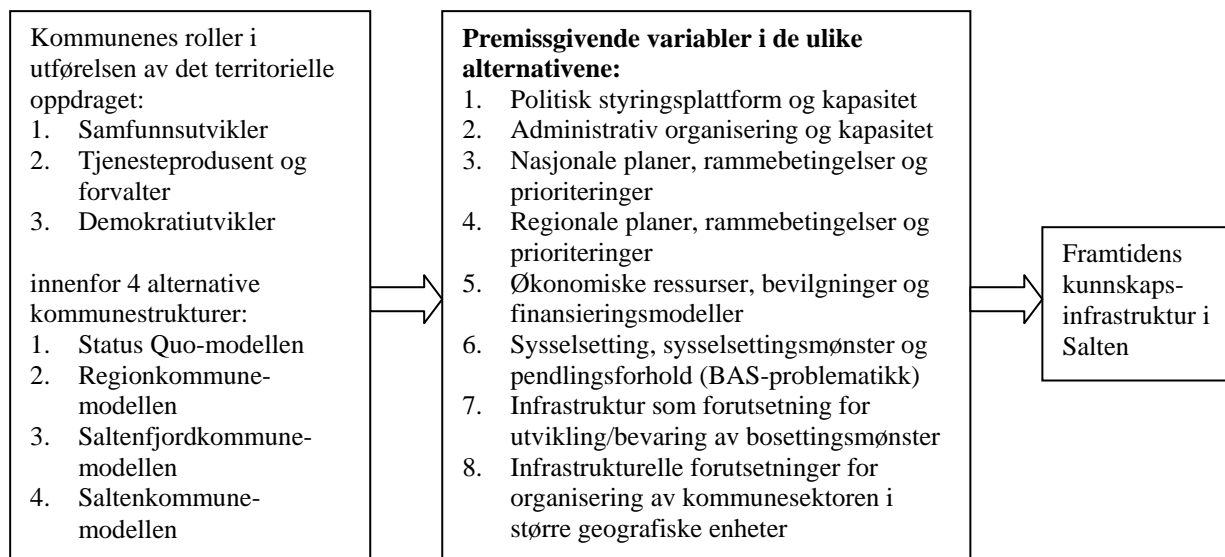 Kommunenes roller i
utførelsen av det territorielle
oppdraget:
1. Samfunnsutvikler
2. Tjenesteprodusent og
forvalter
3. Demokratiutvikler
innenfor 4 alternative
kommunestrukturer:
1. Status Quo-modellen
2. Regionkommune-
modellen
3. Saltenfjordkommune-
modellen
4. Saltenkommune-
modellen
Premissgivende variabler i de ulike
alternativene:
1. Politisk styringsplattform og kapasitet
2. Administrativ organisering og kapasitet
3. Nasjonale planer, rammebetingelser og
prioriteringer
4. Regionale planer, rammebetingelser og
prioriteringer
5. Økonomiske ressurser, bevilgninger og
finansieringsmodeller
6. Sysselsetting, sysselsettingsmønster og
pendlingsforhold (BAS-problematikk)
7. Infrastruktur som forutsetning for
utvikling/bevaring av bosettingsmønster
8. Infrastrukturelle forutsetninger for
organisering av kommunesektoren i
større geografiske enheter
Framtidens
kunnskaps-
infrastruktur i
Salten